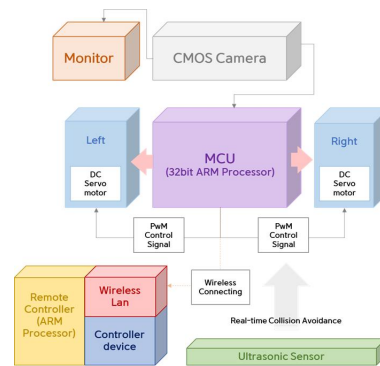 Monitor
CMOS Camera
Left
DC
Servo
motor
MCU
(32bit ARM Processor)
Right
DC
Servo
motor
PwM
Control
Signal
PwM
Control
Signal
Wireless
Connecting
Remote
Controller
(ARM
Processor)
Wireless
Lan
Controller
device
Real-time Collision Avoidance
Ultrasonic Sensor